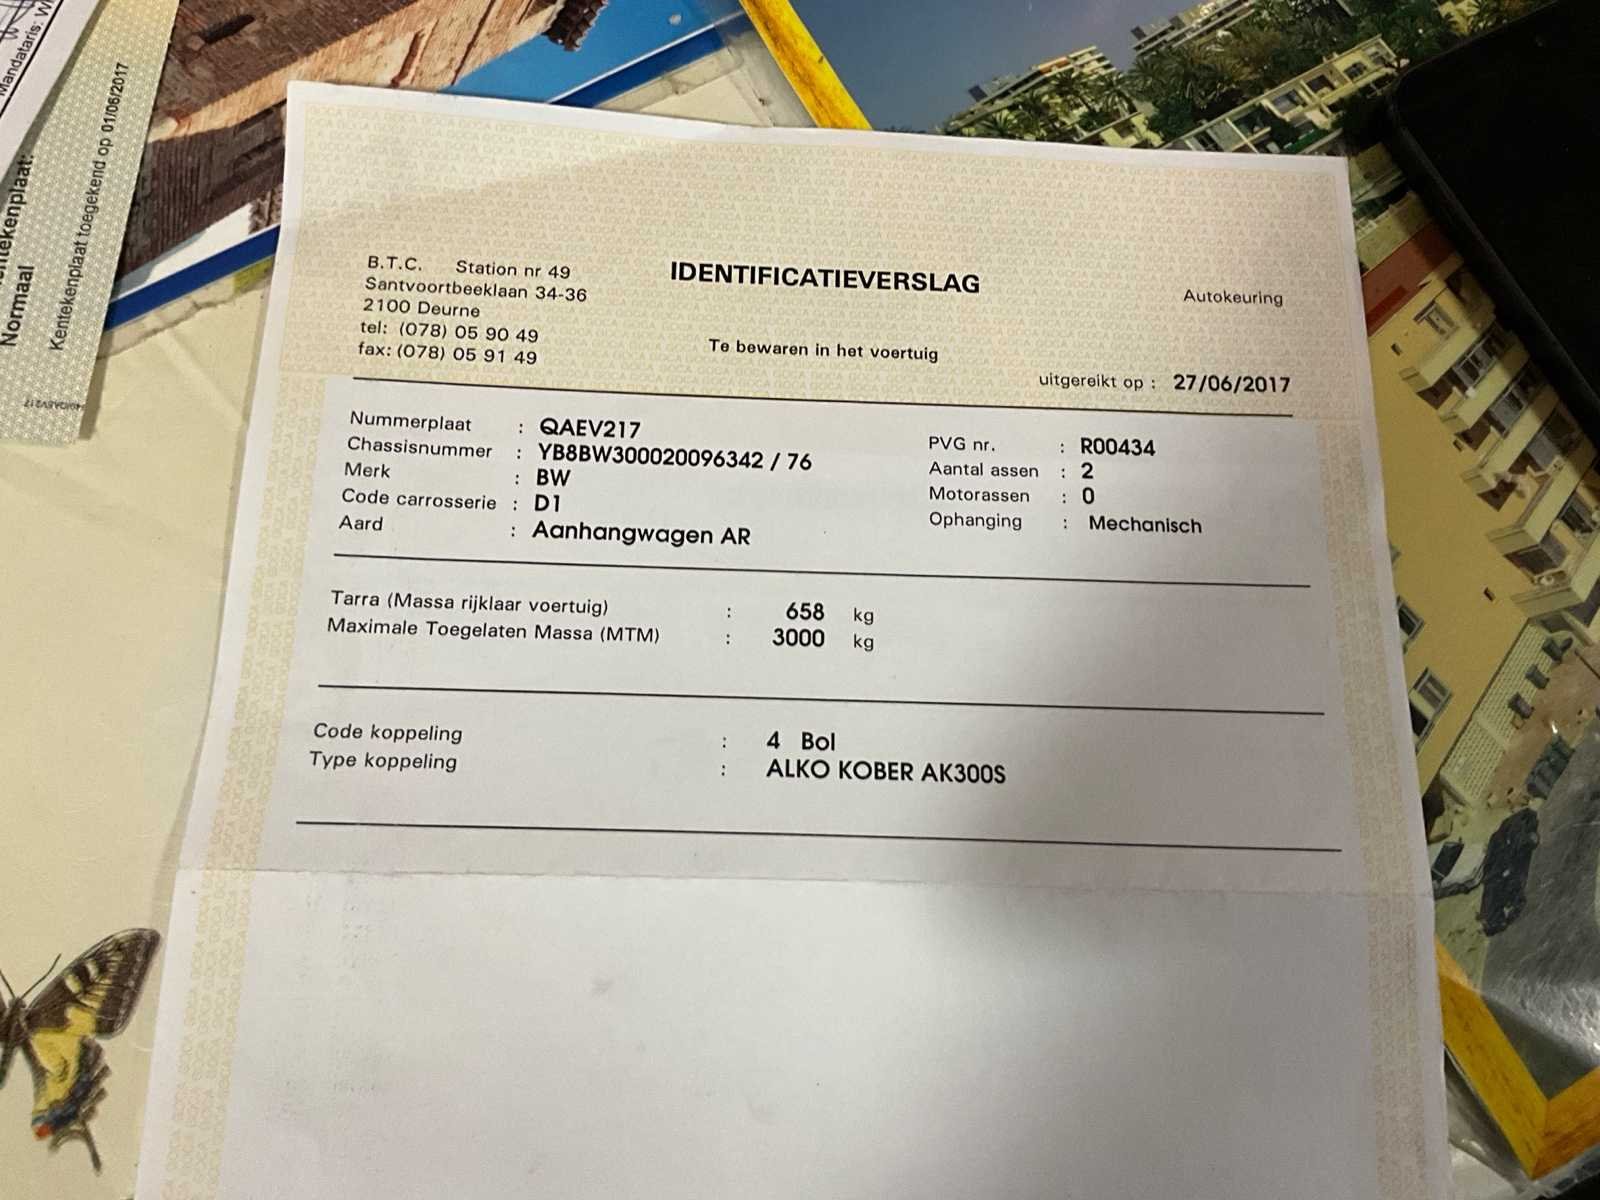 Mandataris: W
ntekenplaat:
Normaal
Kentekenplaat toegekend op 01/06/2017
B.T.C. Station nr 49
Santvoortbeeklaan 34-36
2100 Deurne
tel: (078) 05 90 49
fax: (078) 05 91 49
IDENTIFICATIEVERSLAG
Te bewaren in het voertuig
Autokeuring
uitgereikt op : 27/06/2017
Nummerplaat : QAEV217
Chassisnummer : YB8BW300020096342 / 76
Merk : BW
Code carrosserie : D1
Aard : Aanhangwagen AR
PVG nr. : R00434
Aantal assen : 2
Motorassen : 0
Ophanging : Mechanisch
Tarra (Massa rijklaar voertuig) : 658 kg
Maximale Toegelaten Massa (MTM) : 3000 kg
Code koppeling : 4 Bol
Type koppeling : ALKO KOBER AK300S